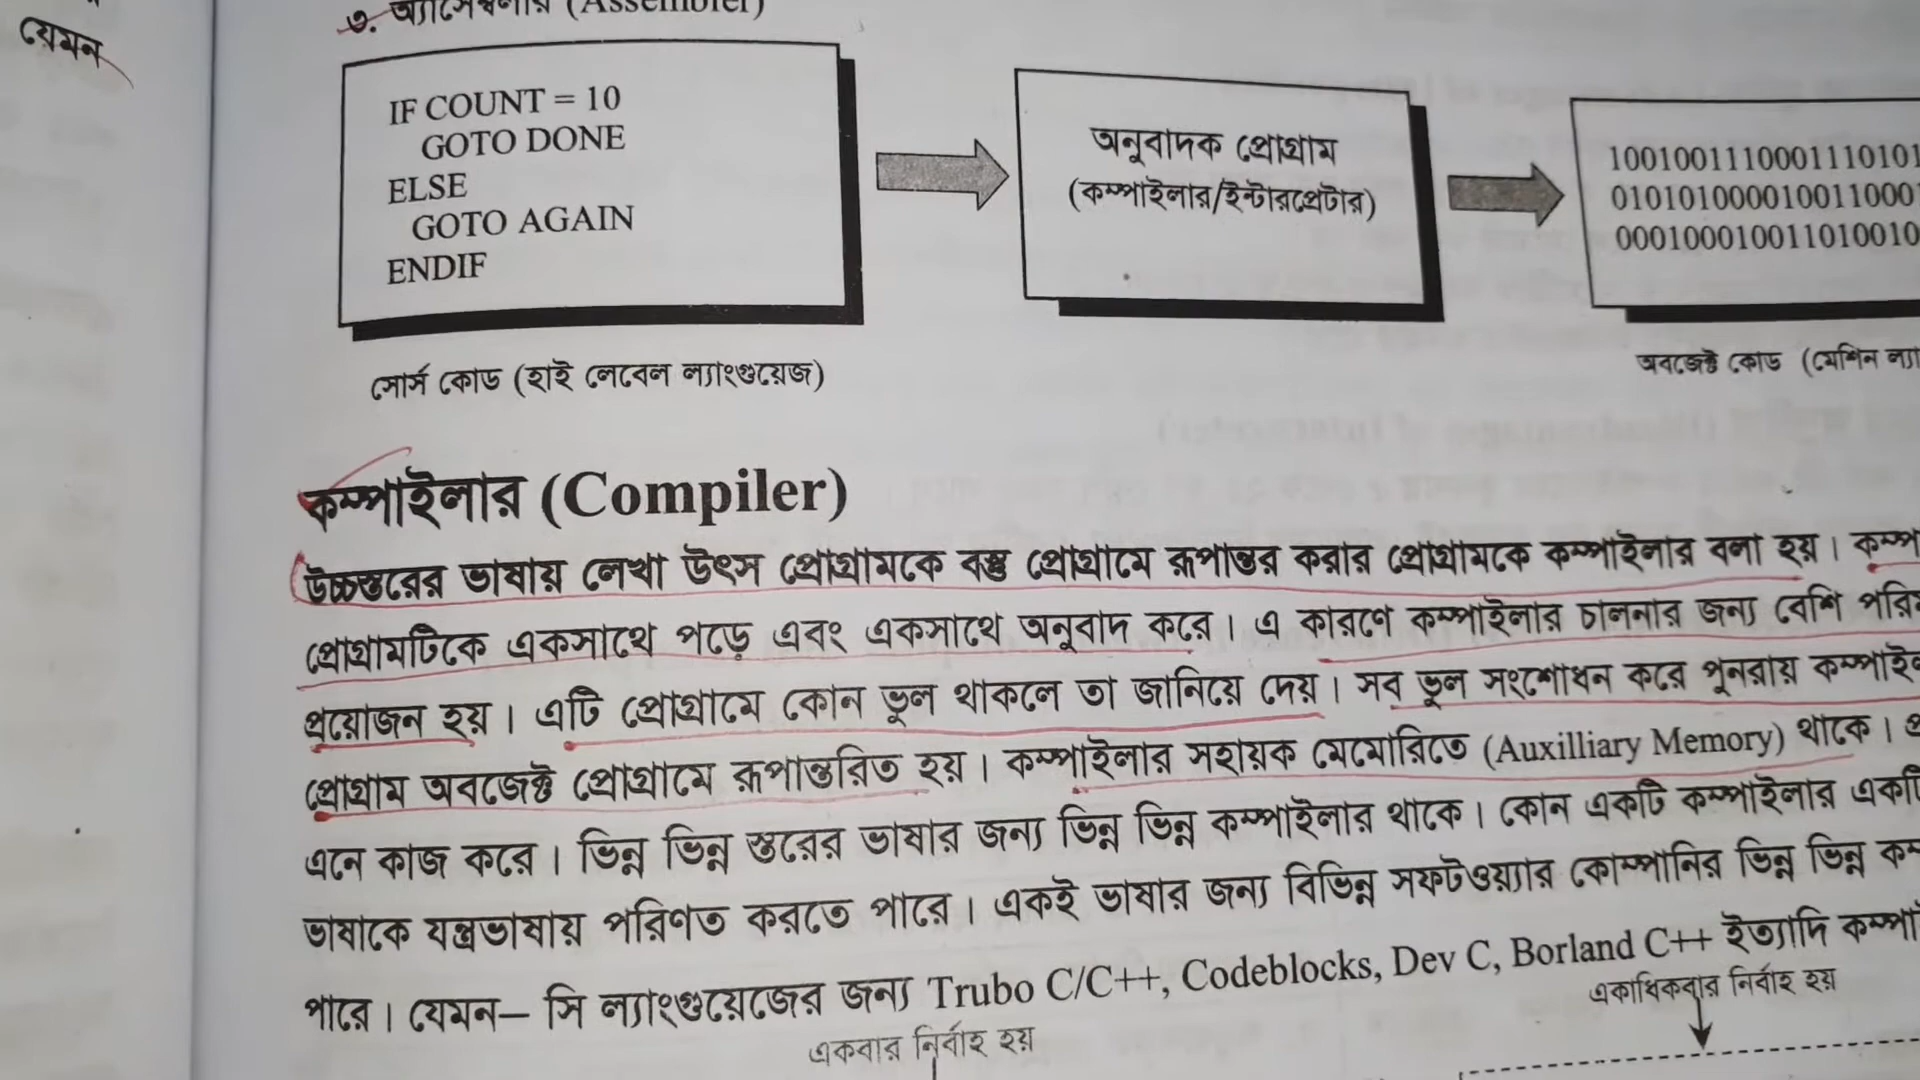 যেমন
৩. অ্যাসেম্বলার (Assembler)
IF COUNT = 10
GOTO DONE
ELSE
GOTO AGAIN
ENDIF
অনুবাদক প্রোগ্রাম
(কম্পাইলার/ইন্টারপ্রেটার)
1001001110001110101
010101000010011000
00010001001101001​0
সোর্স কোড (হাই লেবেল ল্যাংগুয়েজ)
অবজেক্ট কোড (মেশিন
কম্পাইলার (Compiler)
উচ্চস্তরের ভাষায় লেখা উৎস প্রোগ্রামকে বস্তু প্রোগ্রামে রূপান্তর করার প্রোগ্রামকে কম্পাইলার বলা হয়।
প্রোগ্রামটিকে একসাথে পড়ে এবং একসাথে অনুবাদ করে। এ কারণে কম্পাইলার চালনার জন্য বেশি
প্রয়োজন হয়। এটি প্রোগ্রামে কোন ভুল থাকলে তা জানিয়ে দেয়। সব ভুল সংশোধন করে পুনরায়
প্রোগ্রাম অবজেক্ট প্রোগ্রামে রূপান্তরিত হয়। কম্পাইলার সহায়ক মেমোরিতে (Auxilliary Memory) থাকে।
এনে কাজ করে। ভিন্ন ভিন্ন স্তরের ভাষার জন্য ভিন্ন ভিন্ন কম্পাইলার থাকে। কোন একটি কম্পাইলার
ভাষাকে যন্ত্রভাষায় পরিণত করতে পারে। একই ভাষার জন্য বিভিন্ন সফটওয়্যার কোম্পানির ভিন্ন ভিন্ন
পারে। যেমন– সি ল্যাংগুয়েজের জন্য Trubo C/C++, Codeblocks, Dev C, Borland C++ ইত্যাদি
একবার নির্বাহ হয়
একাধিকবার নির্বাহ হয়